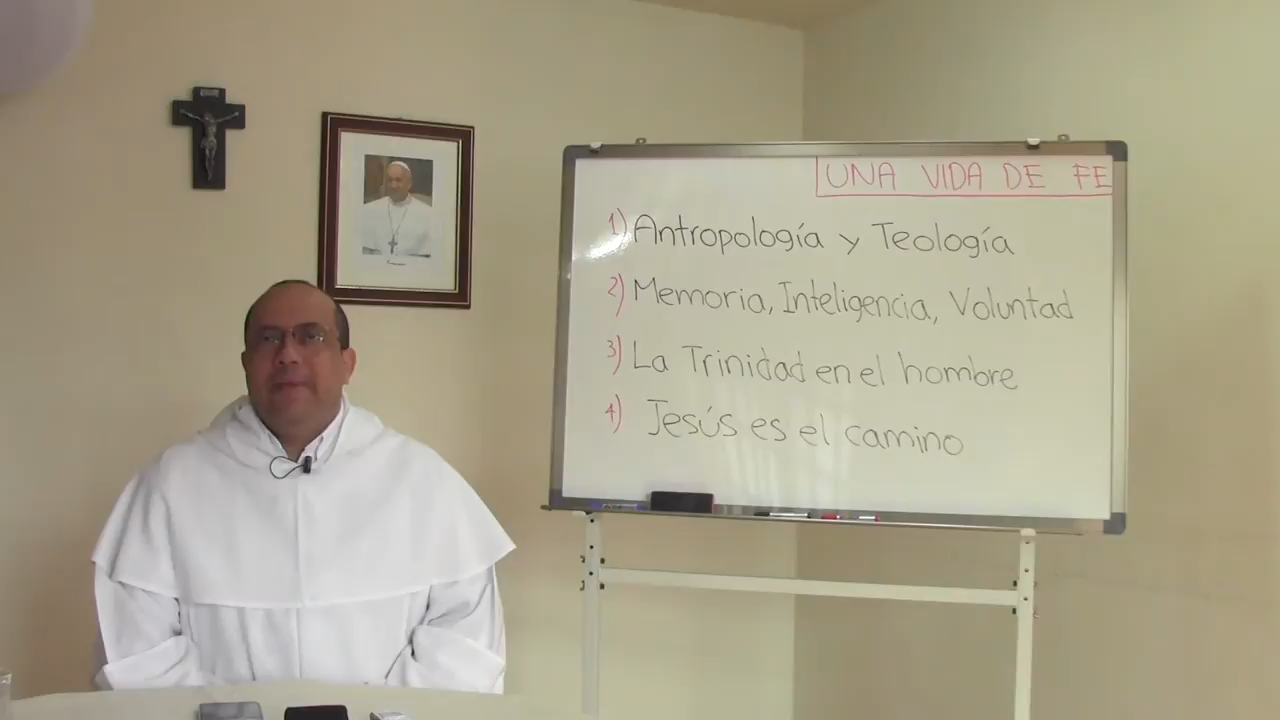 UNA VIDA DE FE
1) Antropología y Teología
2) Memoria, Inteligencia, Voluntad
3) La Trinidad en el hombre
4) Jesús es el camino